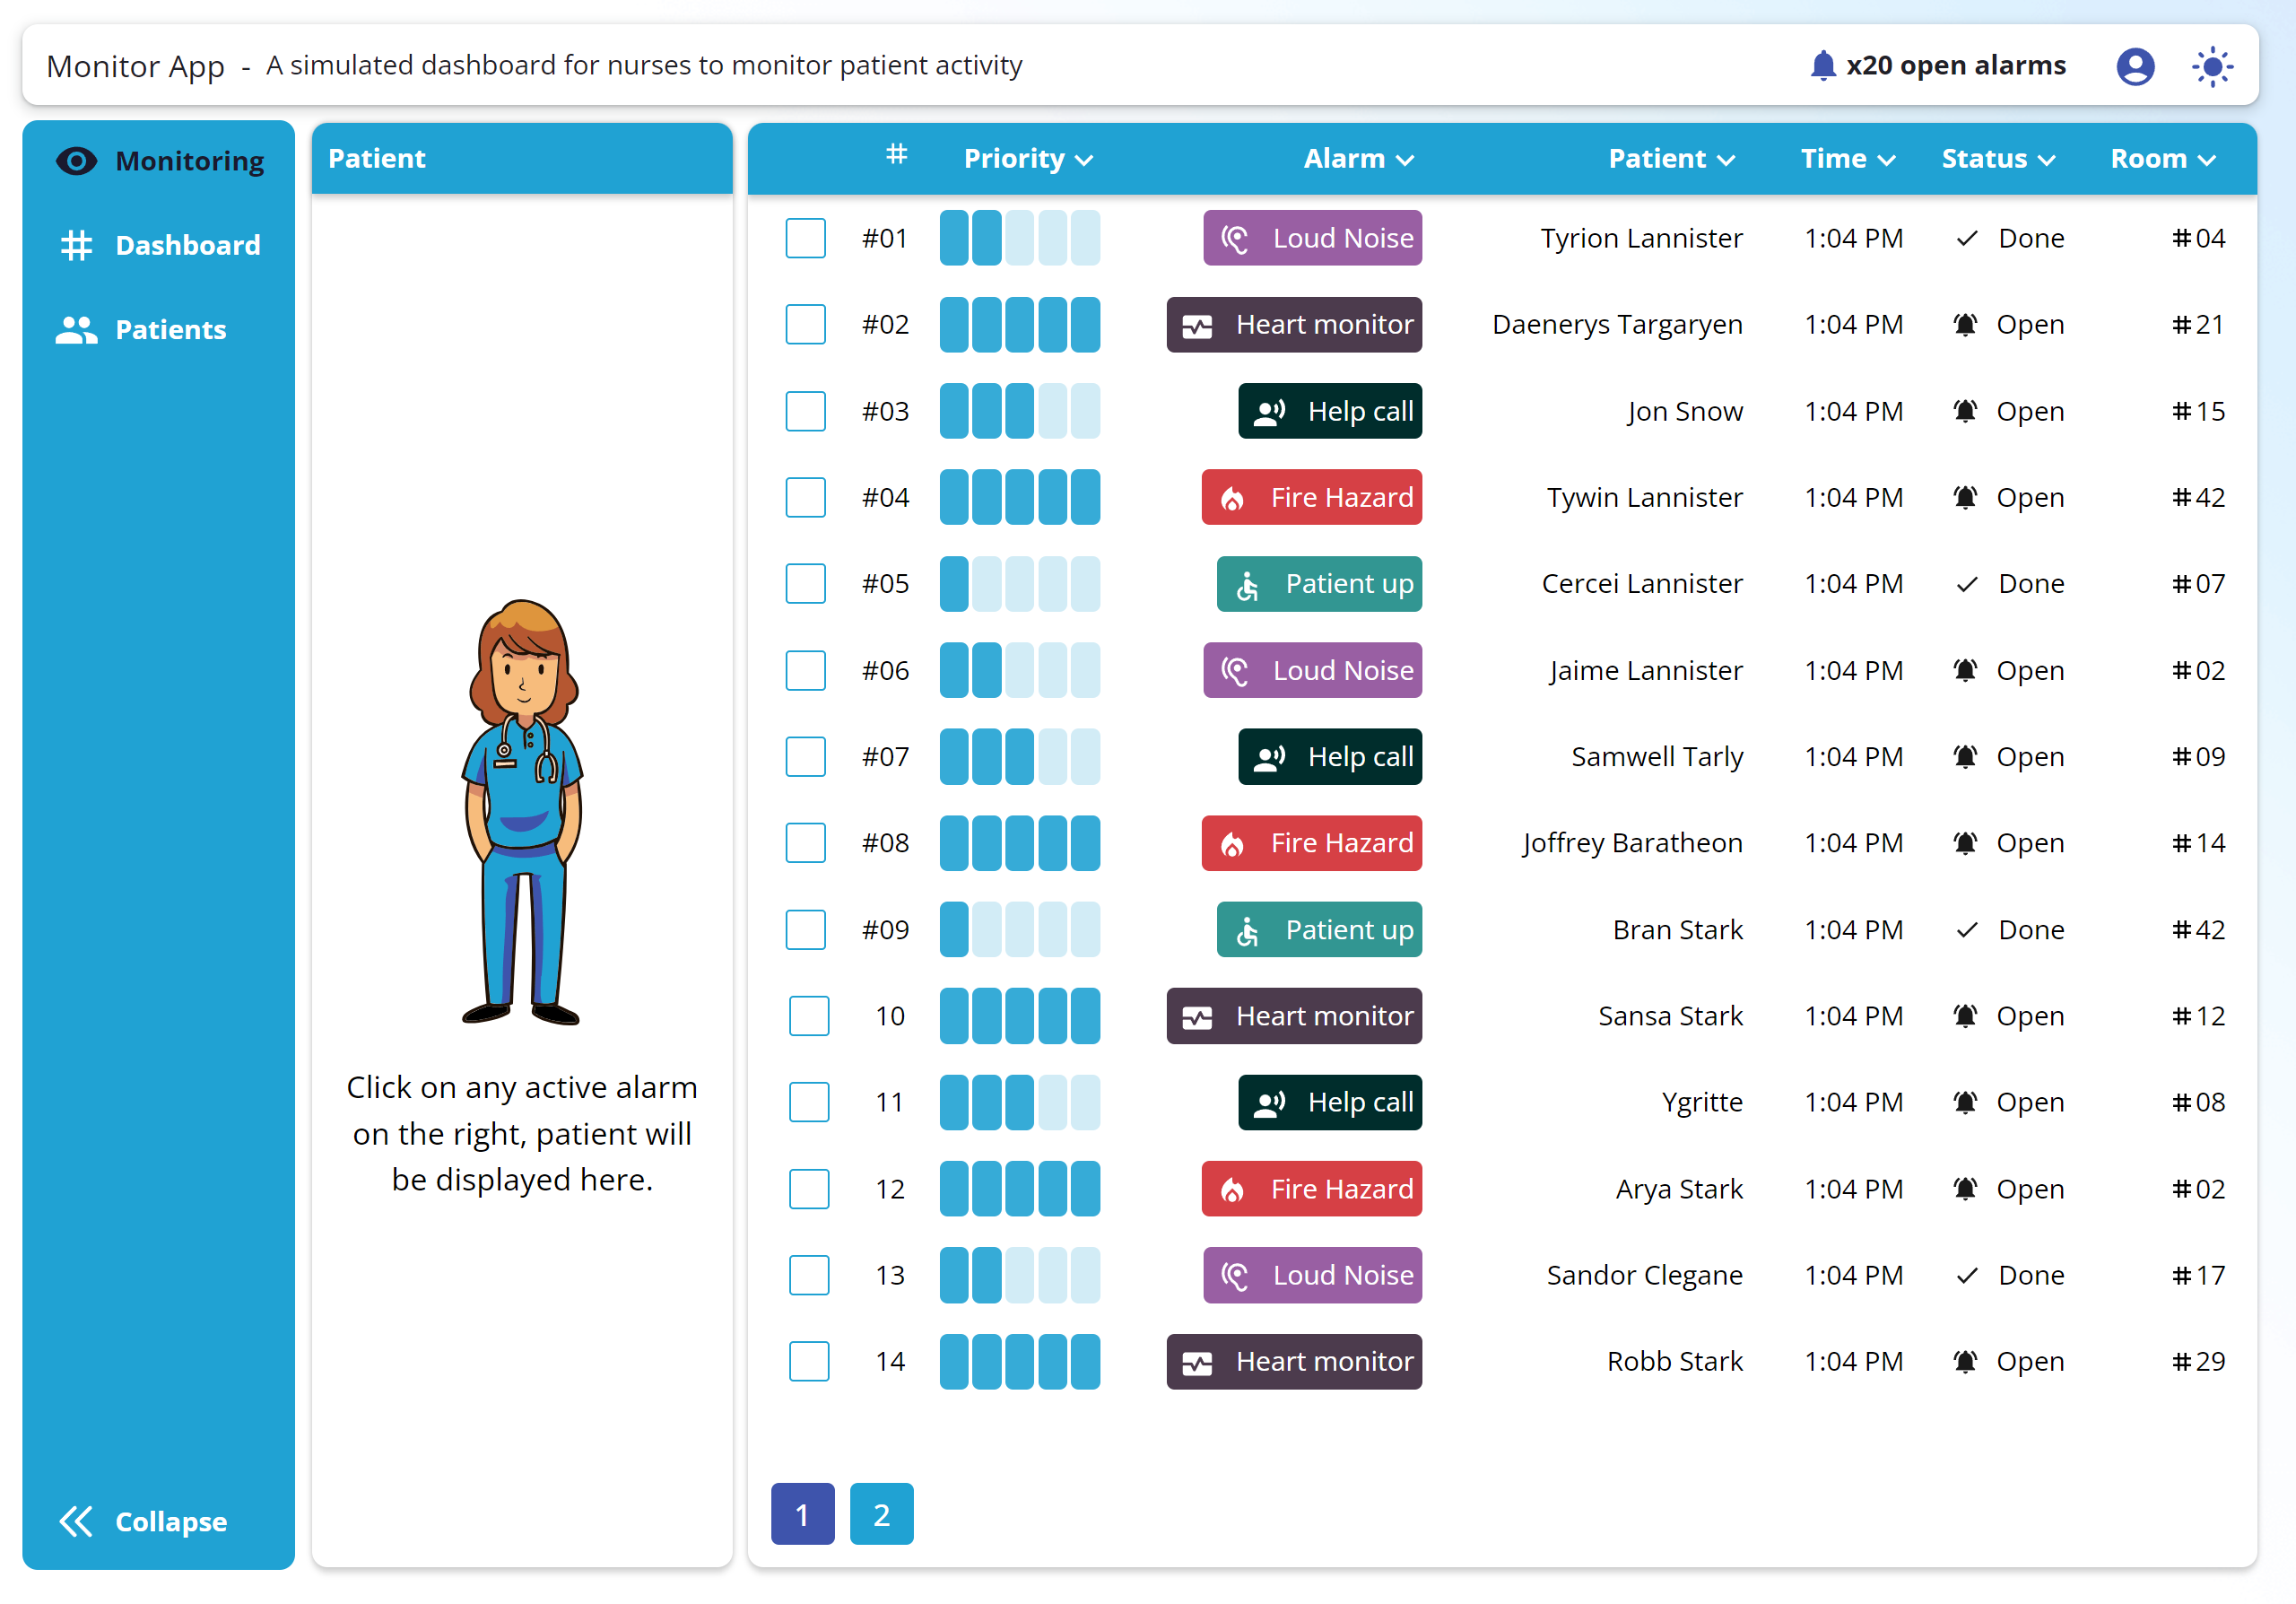 Monitor App - A simulated dashboard for nurses to monitor patient activity
x20 open alarms
Monitoring
Dashboard
Patients
Collapse
Patient
Click on any active alarm
on the right, patient will
be displayed here.
# Priority Alarm Patient Time Status Room
#01 Loud Noise Tyrion Lannister 1:04 PM Done #04
#02 Heart monitor Daenerys Targaryen 1:04 PM Open #21
#03 Help call Jon Snow 1:04 PM Open #15
#04 Fire Hazard Tywin Lannister 1:04 PM Open #42
#05 Patient up Cercei Lannister 1:04 PM Done #07
#06 Loud Noise Jaime Lannister 1:04 PM Open #02
#07 Help call Samwell Tarly 1:04 PM Open #09
#08 Fire Hazard Joffrey Baratheon 1:04 PM Open #14
#09 Patient up Bran Stark 1:04 PM Done #42
10 Heart monitor Sansa Stark 1:04 PM Open #12
11 Help call Ygritte 1:04 PM Open #08
12 Fire Hazard Arya Stark 1:04 PM Open #02
13 Loud Noise Sandor Clegane 1:04 PM Done #17
14 Heart monitor Robb Stark 1:04 PM Open #29
1 2